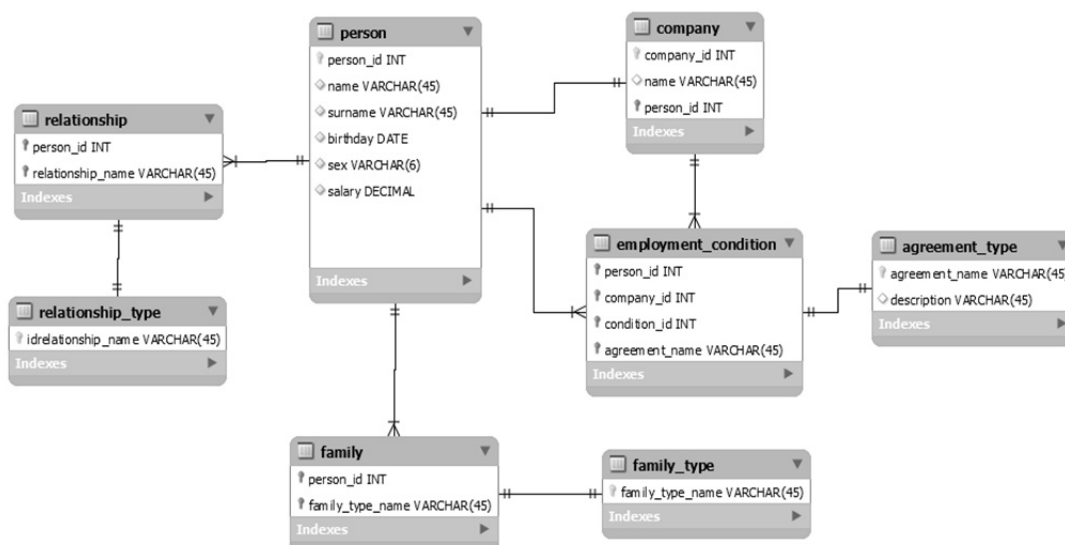 person
person_id INT
name VARCHAR(45)
surname VARCHAR(45)
birthday DATE
sex VARCHAR(6)
salary DECIMAL
Indexes
company
company_id INT
name VARCHAR(45)
person_id INT
Indexes
relationship
person_id INT
relationship_name VARCHAR(45)
Indexes
relationship_type
idrelationship_name VARCHAR(45)
Indexes
employment_condition
person_id INT
company_id INT
condition_id INT
agreement_name VARCHAR(45)
Indexes
agreement_type
agreement_name VARCHAR(45)
description VARCHAR(45)
Indexes
family
person_id INT
family_type_name VARCHAR(45)
Indexes
family_type
family_type_name VARCHAR(45)
Indexes